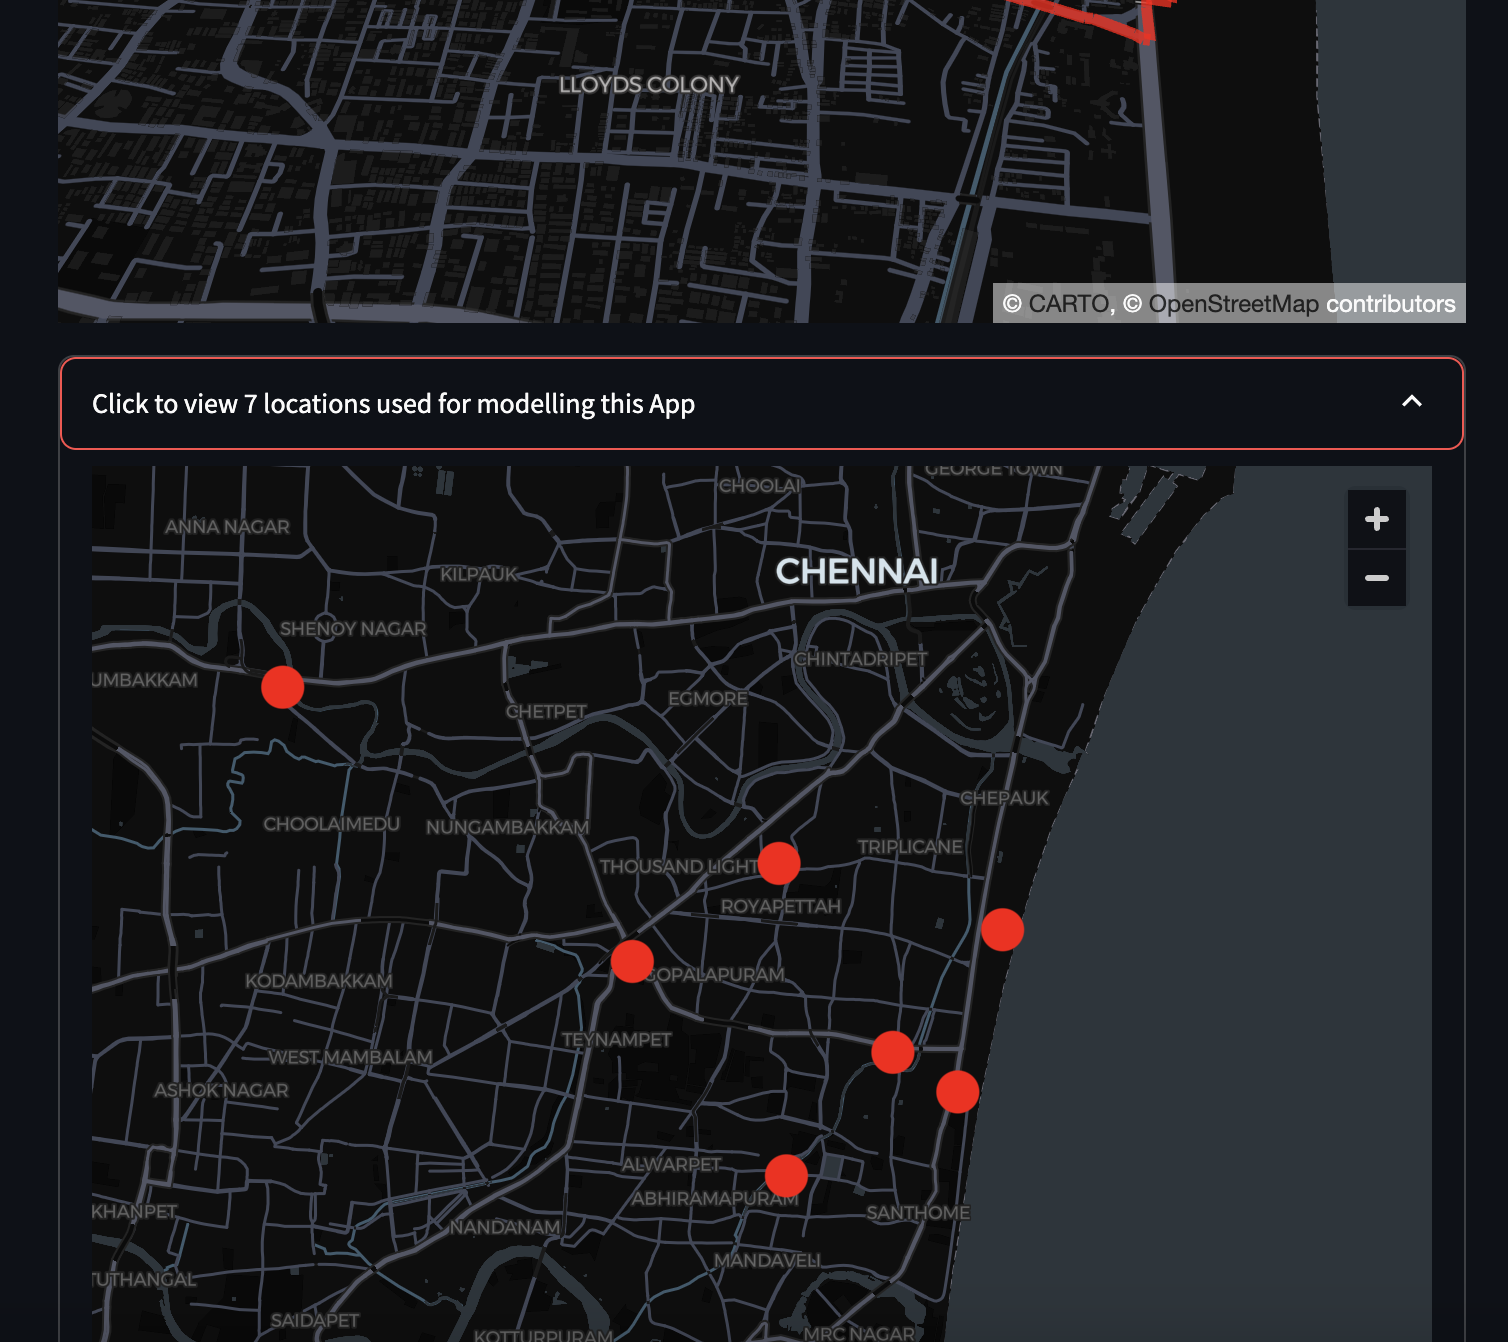 LLOYDS COLONY
© CARTO, © OpenStreetMap contributors
Click to view 7 locations used for modelling this App
GEORGE TOWN
CHOOLAI
ANNA NAGAR
CHENNAI
KILPAUK
SHENOY NAGAR
CHINTADRIPET
UMBAKKAM
EGMORE
CHETPET
CHEPAUK
CHOOLAIMEDU
NUNGAMBAKKAM
TRIPLICANE
THOUSAND LIGHT
ROYAPETTAH
GOPALAPURAM
KODAMBAKKAM
TEYNAMPET
WEST MAMBALAM
ASHOK NAGAR
ALWARPET
ABHIRAMAPURAM
KHANPET
SANTHOME
NANDANAM
MANDAVELI
TUTHANGAL
SAIDAPET
KOTTURPURAM
MRC NAGAR